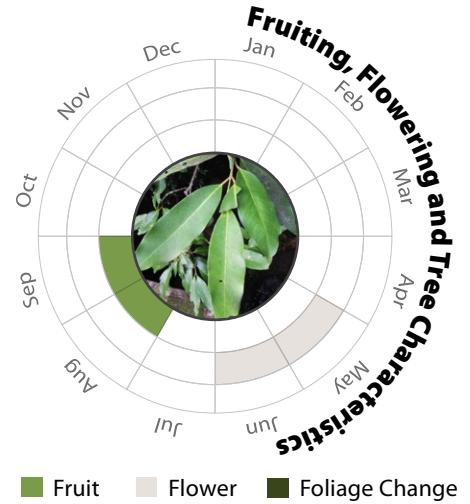 Fruiting, Flowering and Tree Characteristics
Jan
Feb
Mar
Apr
May
Jun
Jul
Aug
Sep
Oct
Nov
Dec
Fruit
Flower
Foliage Change